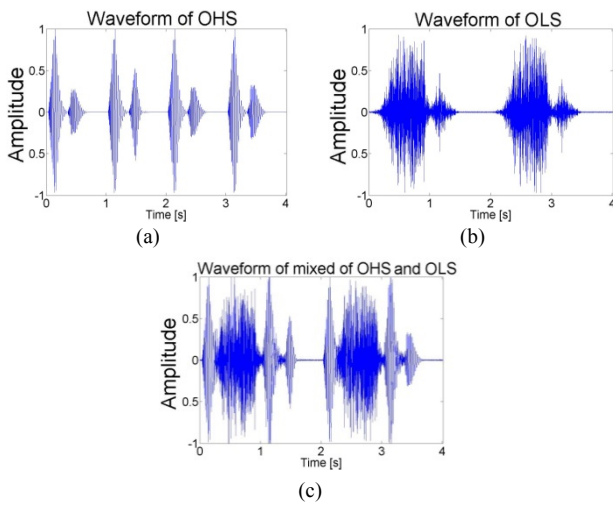 Waveform of OHS
Amplitude
1
0.5
0
0.5
-1
0
1
2
3
4
Time [s]
(a)
Waveform of OLS
Amplitude
1
0.5
0
0.5
-1
0
1
2
3
4
Time [s]
(b)
Waveform of mixed of OHS and OLS
Amplitude
1
0.5
0
0.5
-1
0
1
2
3
4
Time [s]
(c)